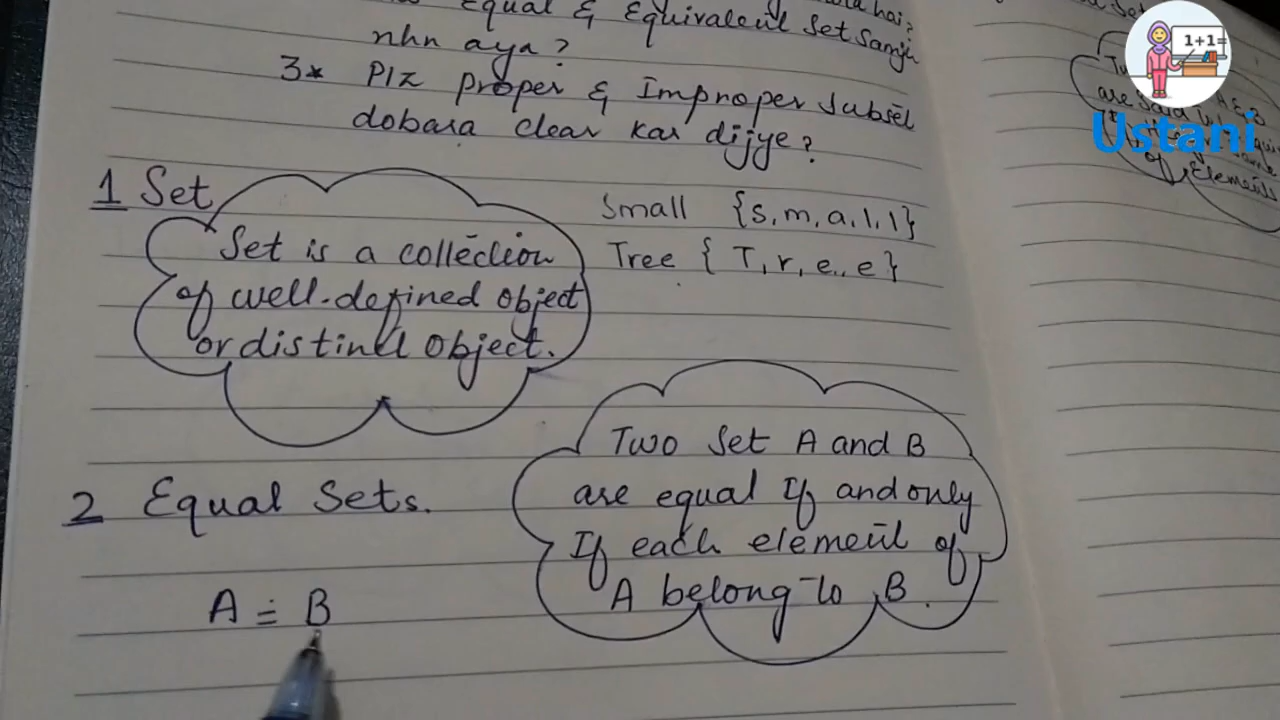 Equal & Equivalent Set Samjh
nhn aya?
3* Plz proper & Improper Subset
dobara clear kar dijye?
1 Set
Set is a collection
of well-defined object
or distinct object.
Small {s, m, a, l, l}
Tree { T, r, e, e}
2 Equal Sets.
Two Set A and B
are equal If and only
If each element of
A belong to B.
A = B
1+1=
Ustani
of Elements